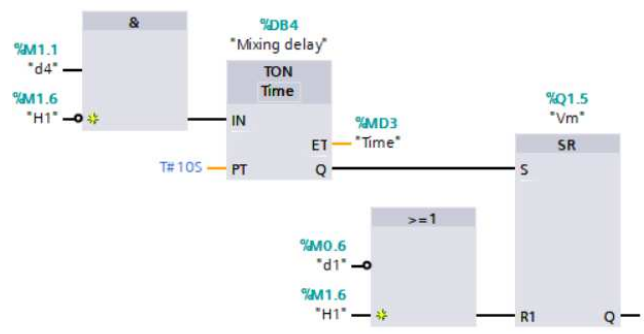 &
%DB4
"Mixing delay"
%M1.1
"d4"
TON
Time
%M1.6
"H1"
IN
%MD3
ET
"Time"
T#10S
PT
Q
%Q1.5
"Vm"
SR
S
>=1
%M0.6
"d1"
%M1.6
"H1"
R1
Q